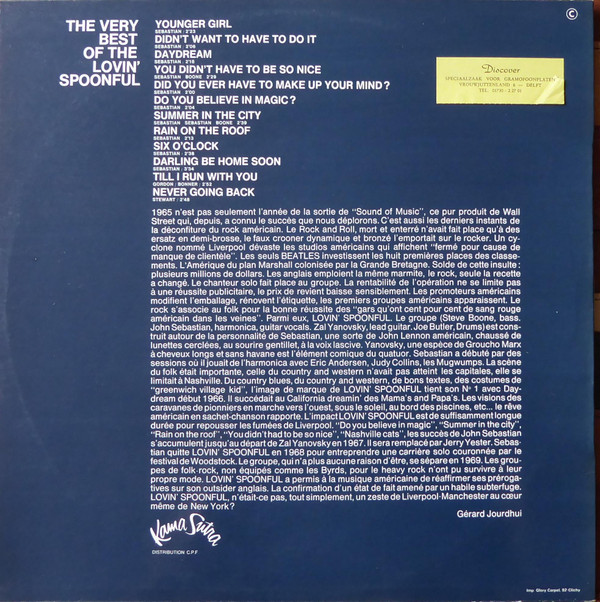 THE VERY
BEST
OF THE
LOVIN'
SPOONFUL
YOUNGER GIRL
SEBASTIAN : 2'23
DIDN'T WANT TO HAVE TO DO IT
SEBASTIAN : 2'08
DAYDREAM
SEBASTIAN : 2'16
YOU DIDN'T HAVE TO BE SO NICE
SEBASTIAN BOONE 2'29
DID YOU EVER HAVE TO MAKE UP YOUR MIND ?
SEBASTIAN : 2'00
DO YOU BELIEVE IN MAGIC ?
SEBASTIAN : 2'04
SUMMER IN THE CITY
SEBASTIAN SEBASTIAN BOONE 2'39
RAIN ON THE ROOF
SEBASTIAN 2'13
SIX O'CLOCK
SEBASTIAN : 2'38
DARLING BE HOME SOON
SEBASTIAN : 3'34
TILL I RUN WITH YOU
GORDON : BONNER : 2'52
NEVER GOING BACK
STEWART : 2'48
C
Discover
SPECIAALZAAK VOOR GRAMOFOONPLATEN
VROUWJUTTENLAND 6 — DELFT
1965 n'est pas seulement l'année de la sortie de "Sound of Music", ce pur produit de Wall
Street qui, depuis, a connu le succès que nous déplorons. C'est aussi les derniers instants de
la déconfiture du rock américain. Le Rock and Roll, mort et enterré n'avait fait place qu'à des
ersatz en demi-brosse, le faux crooner dynamique et bronzé l'emportait sur le rocker. Un cy-
clone nommé Liverpool dévaste les studios américains qui affichent "fermé pour cause de
manque de clientèle". Les seuls BEATLES investissent les huit premières places des classe-
ments. L'Amérique du plan Marshall colonisée par la Grande Bretagne. Solde de cette insulte :
plusieurs millions de dollars. Les anglais emploient la même marmite, le rock, seule la recette
a changé. Le chanteur solo fait place au groupe. La rentabilité de l'opération ne se limite pas
à une réussite publicitaire, le prix de revient baisse sensiblement. Les promoteurs américains
modifient l'emballage, rénovent l'étiquette, les premiers groupes américains apparaissent. Le
rock s'associe au folk pour la bonne réussite des "gars qu'ont cent pour cent de sang rouge
américain dans les veines". Parmi eux, LOVIN' SPOONFUL. Le groupe (Steve Boone, bass,
John Sebastian, harmonica, guitar vocals. Zal Yanovsky, lead guitar. Joe Butler, Drums) est cons-
truit autour de la personnalité de Sebastian, une sorte de John Lennon américain, chaussé de
lunettes cerclées, au sourire gentillet, à la voix lascive. Yanovsky, une espèce de Groucho Marx
à cheveux longs et sans havane est l'élément comique du quatuor. Sebastian a débuté par des
sessions où il jouait de l'harmonica avec Eric Andersen, Judy Collins, les Mugwumps. La scène
du folk était importante, celle du country and western n'avait pas atteint les capitales, elle se
limitait à Nashville. Du country blues, du country and western, de bons textes, des costumes de
"greenwich village kid", l'image de marque de LOVIN' SPOONFUL tient son N° 1 avec Day-
dream début 1966. Il succédait au California dreamin' des Mama's and Papa's. Les visions des
caravanes de pionniers en marche vers l'ouest, sous le soleil, au bord des piscines, etc... le rêve
américain en sachet-chanson rapporte. L'impact LOVIN' SPOONFUL est de suffisamment longue
durée pour repousser les fumées de Liverpool. "Do you believe in magic", "Summer in the city",
"Rain on the roof", "You didn't had to be so nice", "Nashville cats", les succès de John Sebastian
s'accumulent jusqu'au départ de Zal Yanovsky en 1967. Il sera remplacé par Jerry Yester. Sebas-
tian quitte LOVIN' SPOONFUL en 1968 pour entreprendre une carrière solo couronnée par le
festival de Woodstock. Le groupe, qui n'a plus aucune raison d'être, se sépare en 1969. Les grou-
pes de folk-rock, non équipés comme les Byrds, pour le heavy rock n'ont pu survivre à leur
propre mode. LOVIN' SPOONFUL a permis à la musique américaine de réaffirmer ses préroga-
tives sur son outsider anglais. La confirmation d'un état de fait amené par un habile subterfuge.
LOVIN' SPOONFUL, n'était-ce pas, tout simplement, un zeste de Liverpool-Manchester au cœur
même de New York ?
Gérard Jourdhui
Kama Sutra
DISTRIBUTION C.P.F
Imp. Glory Carpel, 92 Clichy